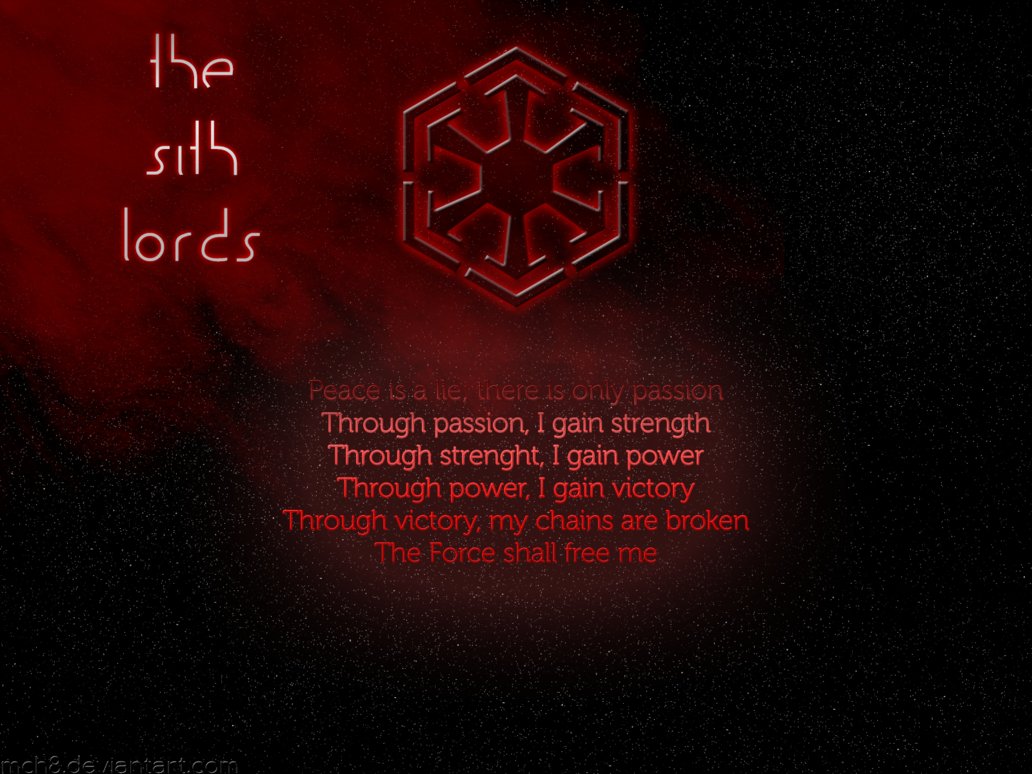 the
sith
lords
Peace is a lie, there is only passion
Through passion, I gain strength
Through strenght, I gain power
Through power, I gain victory
Through victory, my chains are broken
The Force shall free me
mch8.deviantart.com